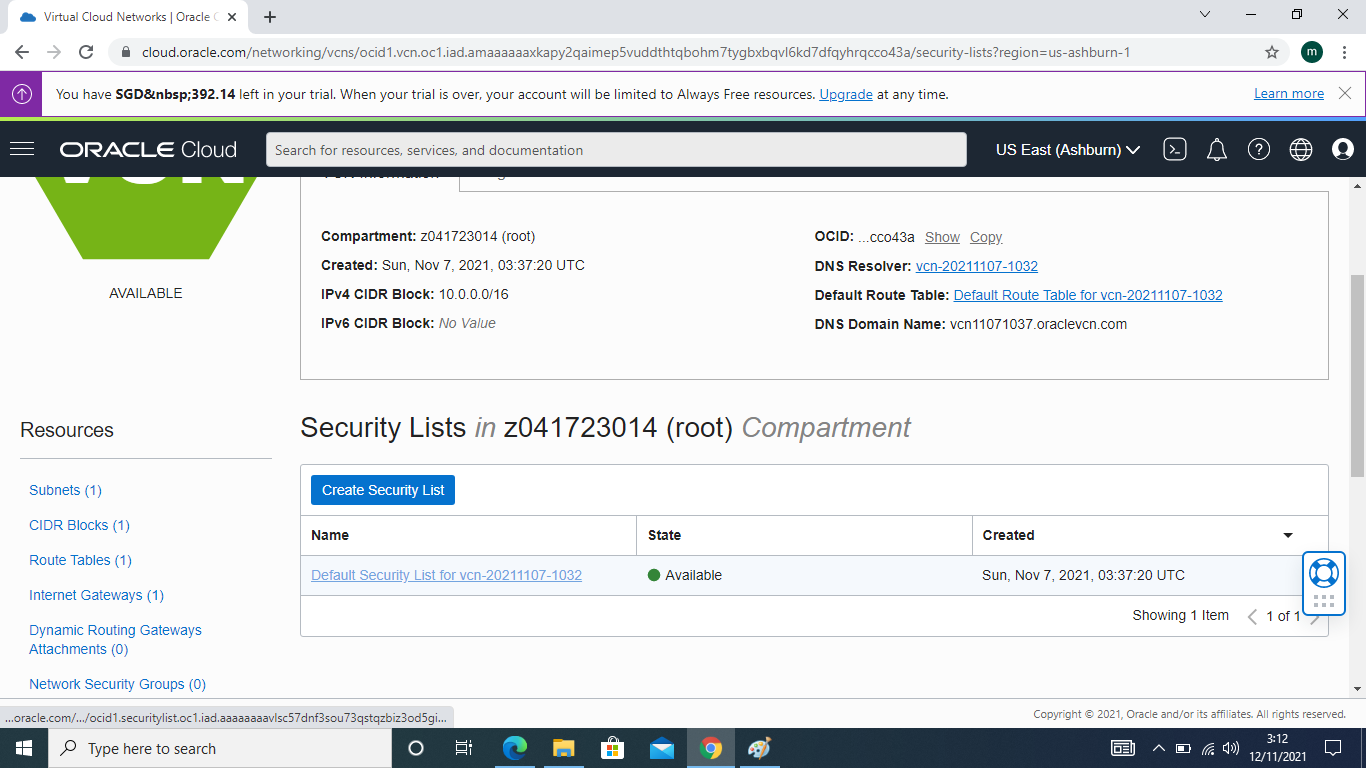 Virtual Cloud Networks | Oracle C
cloud.oracle.com/networking/vcns/ocid1.vcn.oc1.iad.amaaaaaaxkapy2qaimep5vuddthtqbohm7tygbxbqvl6kd7dfqyhrqcco43a/security-lists?region=us-ashburn-1
m
You have SGD&nbsp;392.14 left in your trial. When your trial is over, your account will be limited to Always Free resources. Upgrade at any time.
Learn more
ORACLE Cloud
Search for resources, services, and documentation
US East (Ashburn)
VCN
AVAILABLE
Compartment: z041723014 (root)
Created: Sun, Nov 7, 2021, 03:37:20 UTC
IPv4 CIDR Block: 10.0.0.0/16
IPv6 CIDR Block: No Value
OCID: ...cco43a Show Copy
DNS Resolver: vcn-20211107-1032
Default Route Table: Default Route Table for vcn-20211107-1032
DNS Domain Name: vcn11071037.oraclevcn.com
Resources
Subnets (1)
CIDR Blocks (1)
Route Tables (1)
Internet Gateways (1)
Dynamic Routing Gateways
Attachments (0)
Network Security Groups (0)
Security Lists in z041723014 (root) Compartment
Create Security List
Name State Created
Default Security List for vcn-20211107-1032 Available Sun, Nov 7, 2021, 03:37:20 UTC
Showing 1 Item 1 of 1
...oracle.com/.../ocid1.securitylist.oc1.iad.aaaaaaaavlsc57dnf3sou73qstqzbiz3od5gi...
Copyright © 2021, Oracle and/or its affiliates. All rights reserved.
Type here to search
3:12
12/11/2021